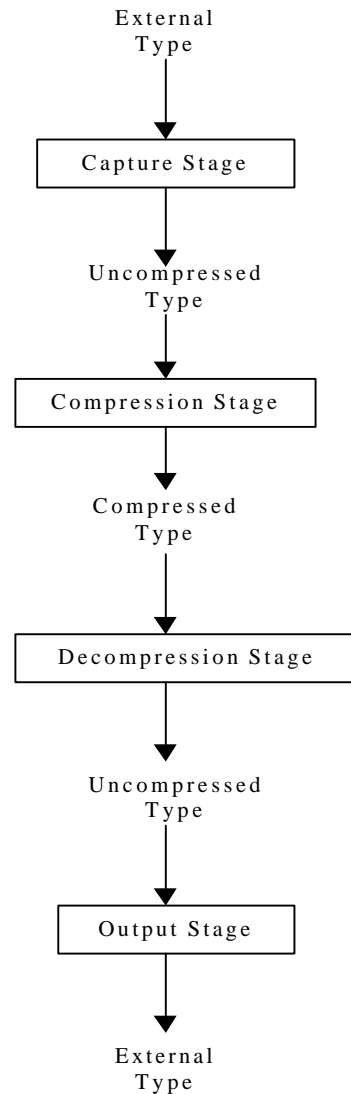 External
Type
Capture Stage
Uncompressed
Type
Compression Stage
Compressed
Type
Decompression Stage
Uncompressed
Type
Output Stage
External
Type